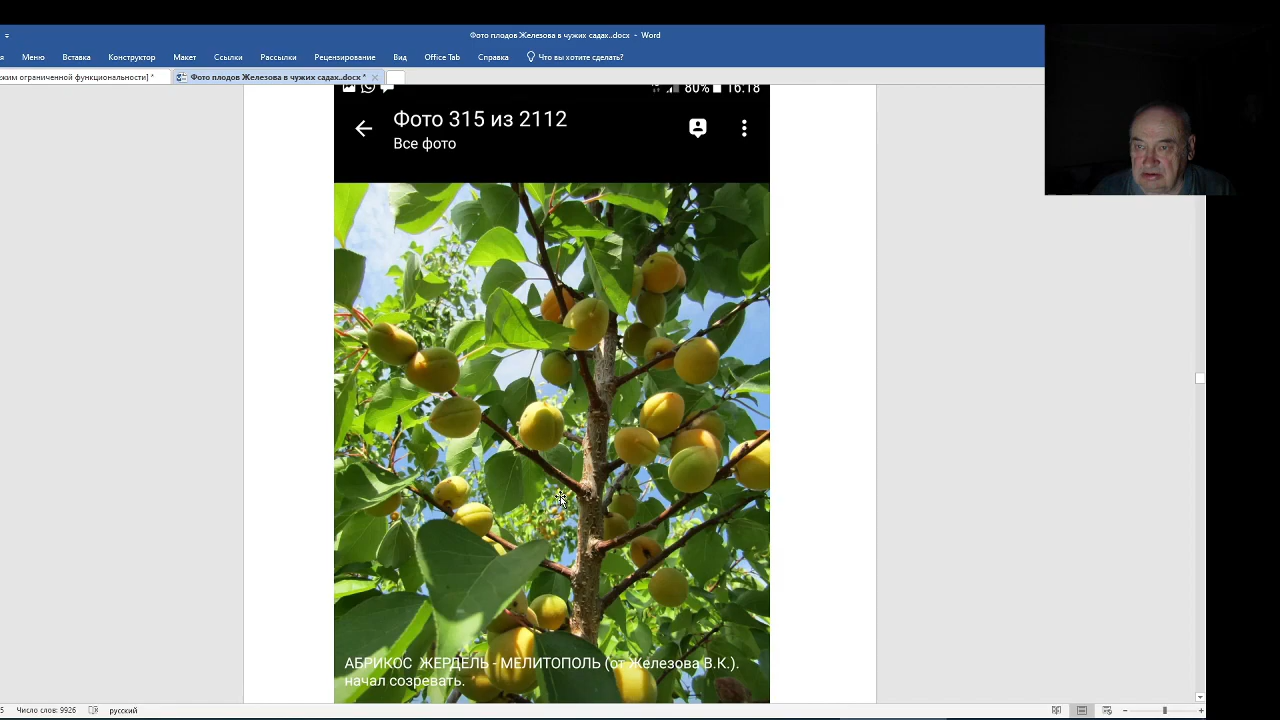 Фото плодов Железова в чужих садах..docx - Word
я Меню Вставка Конструктор Макет Ссылки Рассылки Рецензирование Вид Office Tab Справка Что вы хотите сделать?
жим ограниченной функциональности] *
Фото плодов Железова в чужих садах..docx *
80% 16:18
Фото 315 из 2112
Все фото
АБРИКОС ЖЕРДЕЛЬ - МЕЛИТОПОЛЬ (от Железова В.К.).
начал созревать.
5 Число слов: 9926 русский